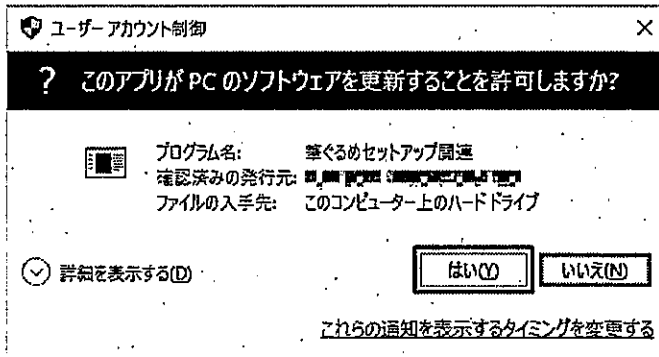 ユーザー アカウント制御
このアプリが PC のソフトウェアを更新することを許可しますか?
プログラム名: 筆ぐるめセットアップ関連
確認済みの発行元:
ファイルの入手先: このコンピューター上のハード ドライブ
詳細を表示する(D)
はい(Y) いいえ(N)
これらの通知を表示するタイミングを変更する